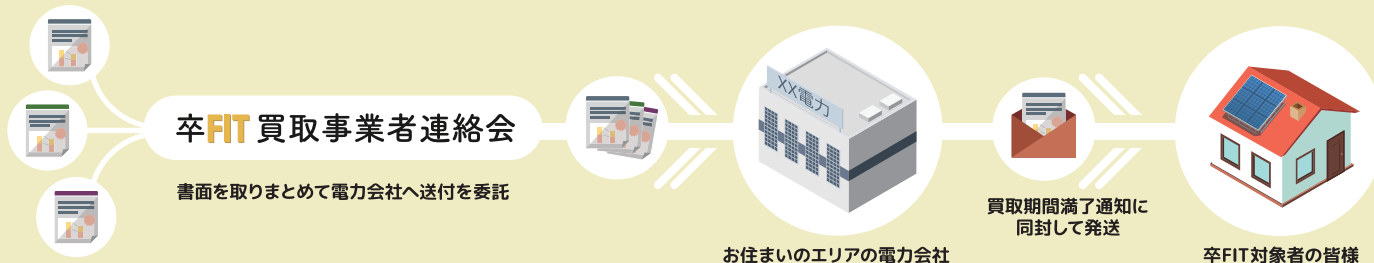 卒FIT買取事業者連絡会
書面を取りまとめて電力会社へ送付を委託
XX電力
お住まいのエリアの電力会社
買取期間満了通知に
同封して発送
卒FIT対象者の皆様